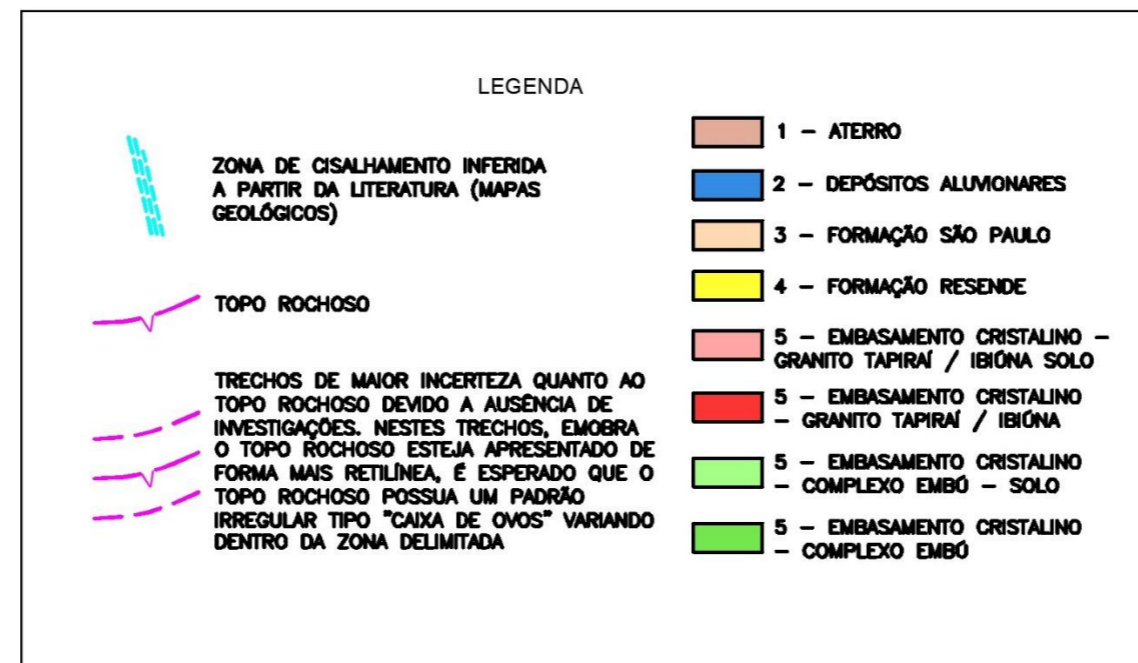 LEGENDA
ZONA DE CISALHAMENTO INFERIDA
A PARTIR DA LITERATURA (MAPAS
GEOLÓGICOS)
TOPO ROCHOSO
TRECHOS DE MAIOR INCERTEZA QUANTO AO
TOPO ROCHOSO DEVIDO A AUSÊNCIA DE
INVESTIGAÇÕES. NESTES TRECHOS, EMOBRA
O TOPO ROCHOSO ESTEJA APRESENTADO DE
FORMA MAIS RETILÍNEA, É ESPERADO QUE O
TOPO ROCHOSO POSSUA UM PADRÃO
IRREGULAR TIPO "CAIXA DE OVOS" VARIANDO
DENTRO DA ZONA DELIMITADA
1 – ATERRO
2 – DEPÓSITOS ALUVIONARES
3 – FORMAÇÃO SÃO PAULO
4 – FORMAÇÃO RESENDE
5 – EMBASAMENTO CRISTALINO –
GRANITO TAPIRAÍ / IBIÚNA SOLO
5 – EMBASAMENTO CRISTALINO
– GRANITO TAPIRAÍ / IBIÚNA
5 – EMBASAMENTO CRISTALINO
– COMPLEXO EMBÚ – SOLO
5 – EMBASAMENTO CRISTALINO
– COMPLEXO EMBÚ